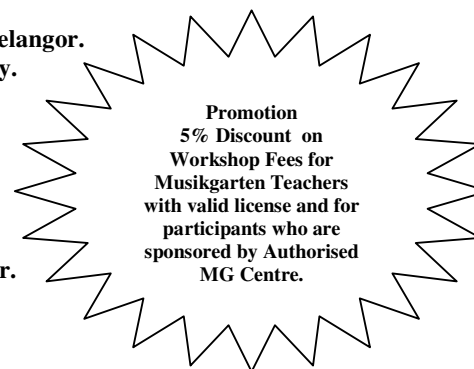 elangor.
y.
Promotion
5% Discount on
Workshop Fees for
Musikgarten Teachers
with valid license and for
participants who are
sponsored by Authorised
MG Centre.
r.